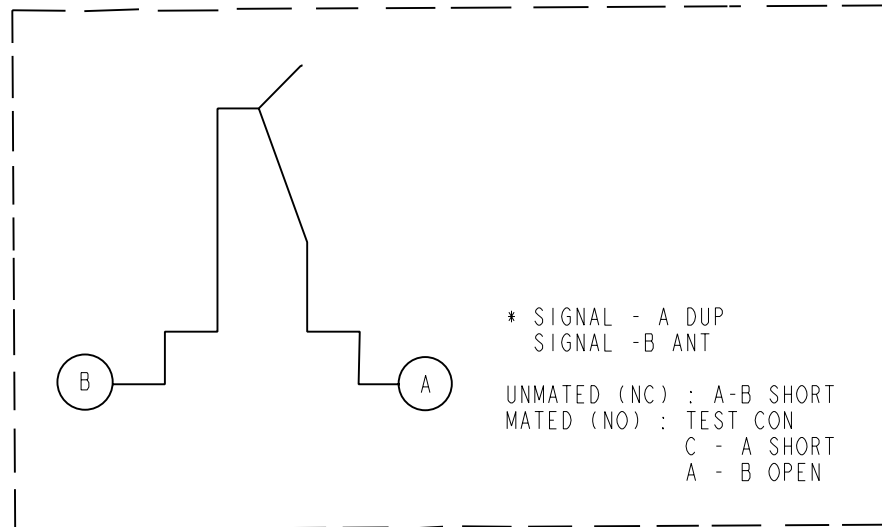 * SIGNAL - A DUP
SIGNAL -B ANT
B
A
UNMATED (NC) : A-B SHORT
MATED (NO) : TEST CON
C - A SHORT
A - B OPEN